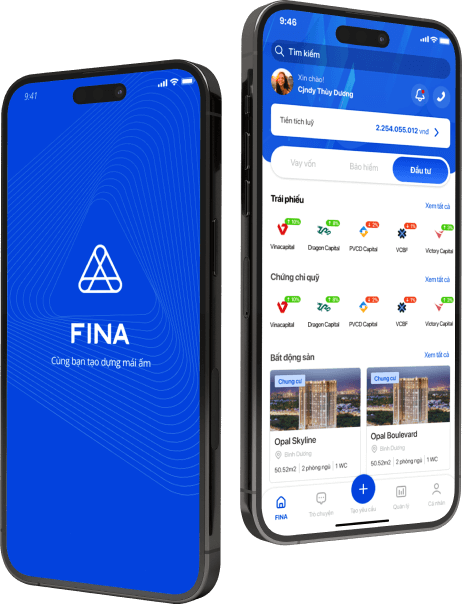 9:41
FINA
Cùng bạn tạo dựng mái ấm
9:46
Tìm kiếm
Xin chào!
Cindy Thùy Dương
Tiền tích luỹ
2.254.055.012 vnđ
Vay vốn
Bảo hiểm
Đầu tư
Trái phiếu
Xem tất cả
Vinacapital
Dragon Capital
PVCD Capital
VCBF
Victory Capital
Chứng chỉ quỹ
Xem tất cả
Vinacapital
Dragon Capital
PVCD Capital
VCBF
Victory Capital
Bất động sản
Xem tất cả
Chung cư
Chung cư
Opal Skyline
Opal Boulevard
Bình Dương
Bình Dương
50.52m2 2 phòng ngủ 1 WC
50.52m2 2 phòng ngủ 1 WC
FINA
Trò chuyện
Tạo yêu cầu
Quản lý
Cá nhân